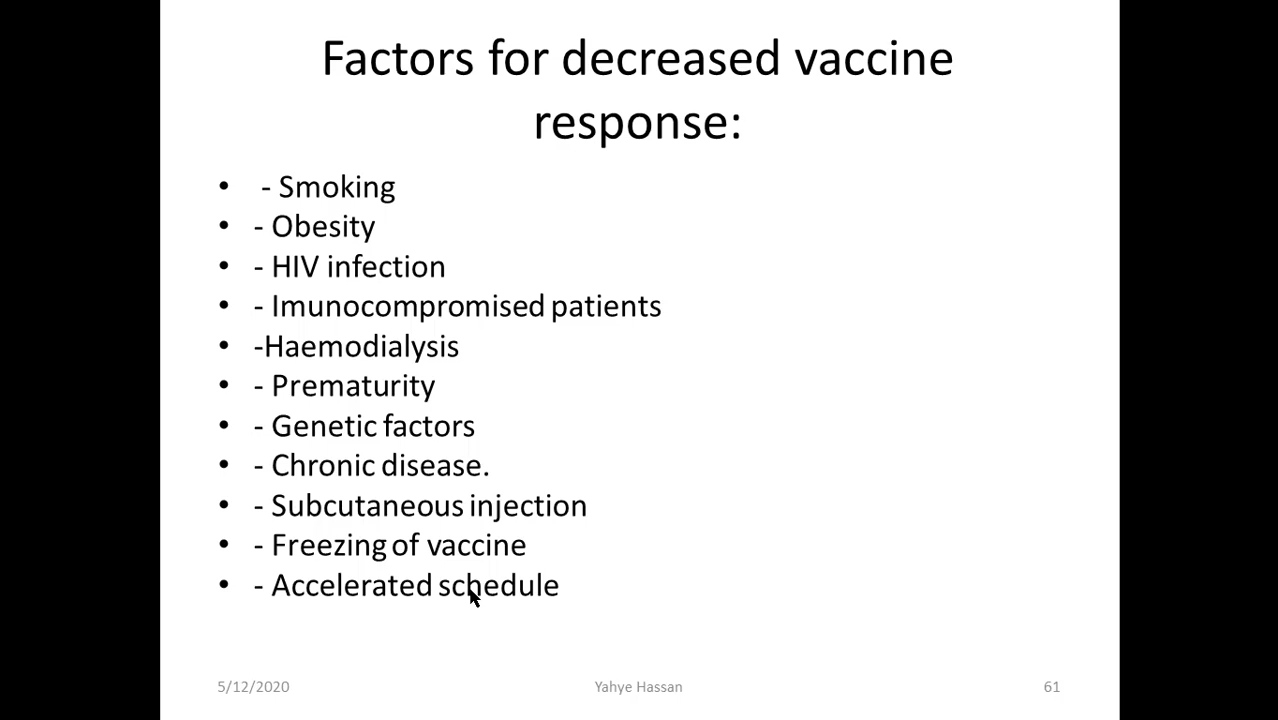 Factors for decreased vaccine
response:
• - Smoking
• - Obesity
• - HIV infection
• - Imunocompromised patients
• -Haemodialysis
• - Prematurity
• - Genetic factors
• - Chronic disease.
• - Subcutaneous injection
• - Freezing of vaccine
• - Accelerated schedule
5/12/2020 Yahye Hassan 61